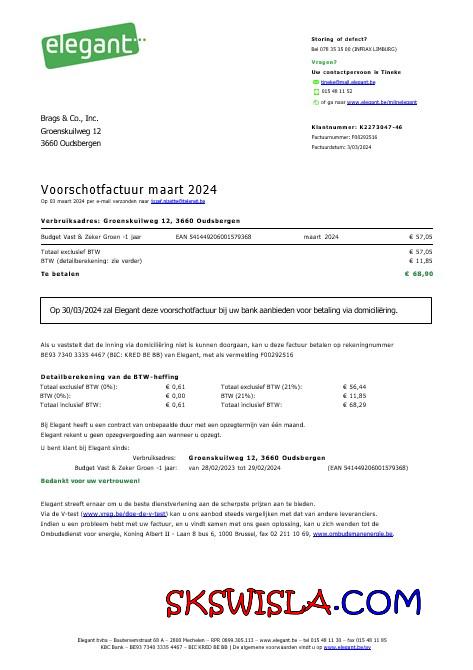 elegant
Storing of defect?
Bel 078 35 35 00 (INFRAX LIMBURG)
Vragen?
Uw contactpersoon is Tineke
tineke@mail.elegant.be
015 48 11 52
of ga naar www.elegant.be/mijnelegant
Brags & Co., Inc.
Groenskuilweg 12
3660 Oudsbergen
Klantnummer: K2273047-46
Factuurnummer: F00292516
Factuurdatum: 3/03/2024
Voorschotfactuur maart 2024
Op 03 maart 2024 per e-mail verzonden naar
Verbruiksadres: Groenskuilweg 12, 3660 Oudsbergen
Budget Vast & Zeker Groen -1 jaar EAN 541449206001579368 maart 2024 € 57,05
Totaal exclusief BTW € 57,05
BTW (detailberekening: zie verder) € 11,85
Te betalen € 68,90
Op 30/03/2024 zal Elegant deze voorschotfactuur bij uw bank aanbieden voor betaling via domiciliëring.
Als u vaststelt dat de inning via domiciliëring niet is kunnen doorgaan, kan u deze factuur betalen op rekeningnummer
BE93 7340 3335 4467 (BIC: KRED BE BB) van Elegant, met als vermelding F00292516
Detailberekening van de BTW-heffing
Totaal exclusief BTW (0%): € 0,61 Totaal exclusief BTW (21%): € 56,44
BTW (0%): € 0,00 BTW (21%): € 11,85
Totaal inclusief BTW: € 0,61 Totaal inclusief BTW: € 68,29
Bij Elegant heeft u een contract van onbepaalde duur met een opzegtermijn van één maand.
Elegant rekent u geen opzegvergoeding aan wanneer u opzegt.
U bent klant bij Elegant sinds:
Verbruiksadres: Groenskuilweg 12, 3660 Oudsbergen
Budget Vast & Zeker Groen -1 jaar: van 28/02/2023 tot 29/02/2024 (EAN 541449206001579368)
Bedankt voor uw vertrouwen!
Elegant streeft ernaar om u de beste dienstverlening aan de scherpste prijzen aan te bieden.
Via de V-test (www.vreg.be/doe-de-v-test) kan u ons aanbod steeds vergelijken met dat van andere leveranciers.
Indien u een probleem hebt met uw factuur, en u vindt samen met ons geen oplossing, kan u zich wenden tot de
Ombudsdienst voor energie, Koning Albert II - Laan 8 bus 6, 1000 Brussel, fax 02 211 10 69, www.ombudsmanenergie.be.
SKSWISLA.COM
Elegant bvba – Bautersemstraat 68 A – 2800 Mechelen – RPR 0899.305.113 – www.elegant.be – tel 015 48 11 30 – fax 015 48 11 95
KBC Bank – BE93 7340 3335 4467 (BIC: KRED BE BB) | De algemene voorwaarden vindt u op www.elegant.be/av